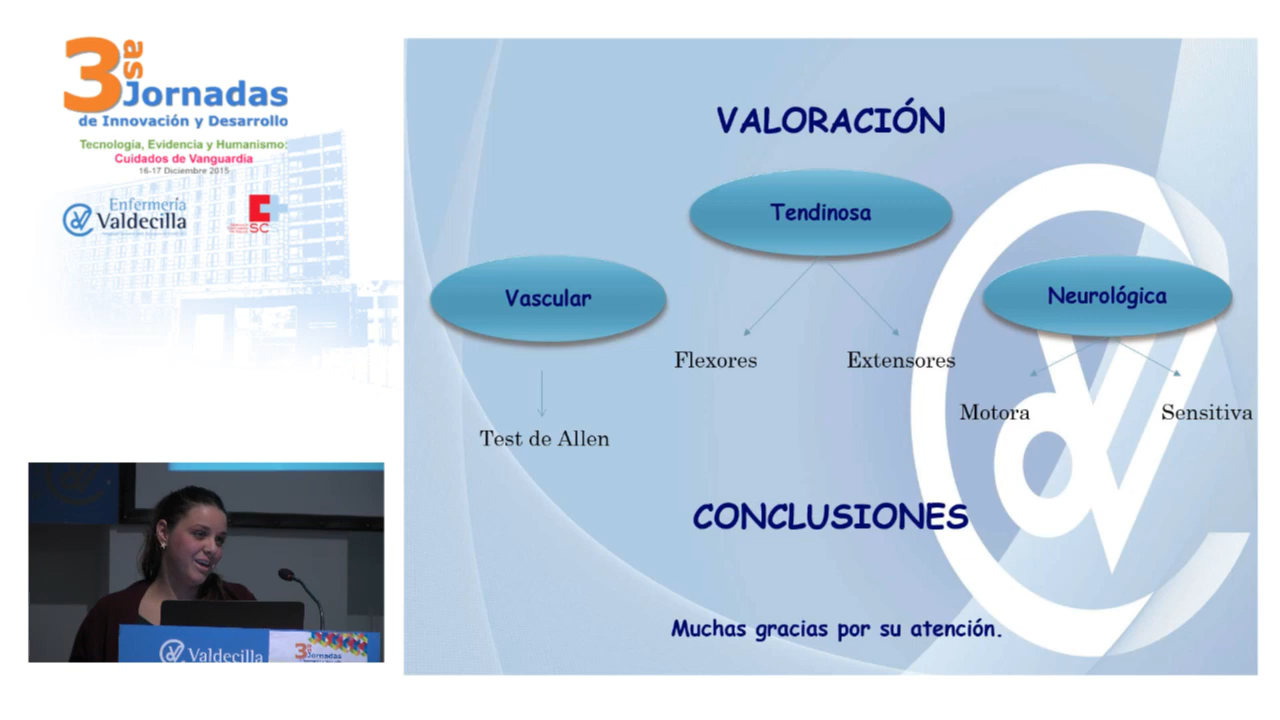 3as Jornadas
de Innovación y Desarrollo
Tecnología, Evidencia y Humanismo:
Cuidados de Vanguardia
16-17 Diciembre 2015
Enfermería
Valdecilla
SC
VALORACIÓN
Tendinosa
Vascular
Neurológica
Flexores
Extensores
Motora
Sensitiva
Test de Allen
CONCLUSIONES
Muchas gracias por su atención.
Valdecilla
3as
Jornadas